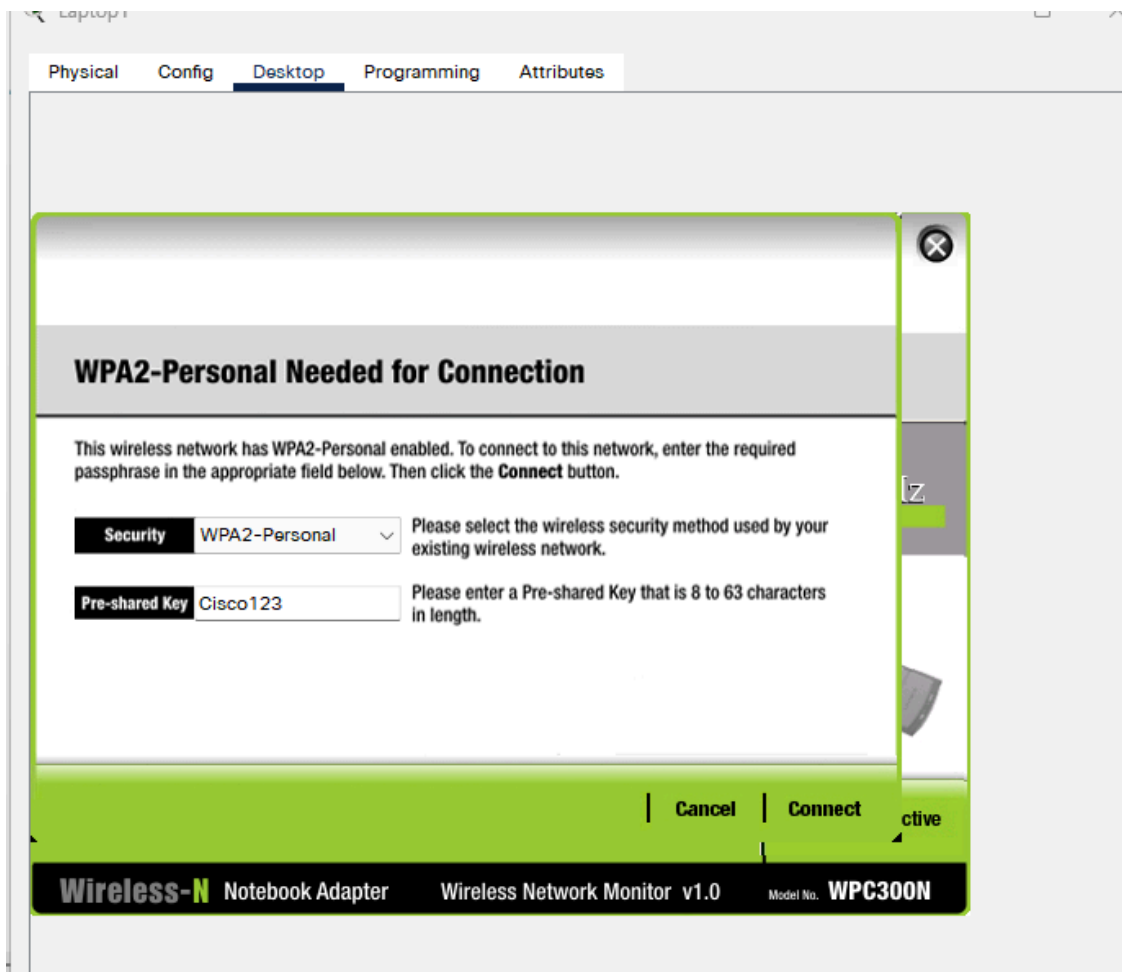 Laptop1
Physical Config Desktop Programming Attributes
WPA2-Personal Needed for Connection
This wireless network has WPA2-Personal enabled. To connect to this network, enter the required
passphrase in the appropriate field below. Then click the Connect button.
Security WPA2-Personal Please select the wireless security method used by your
existing wireless network.
Pre-shared Key Cisco123 Please enter a Pre-shared Key that is 8 to 63 characters
in length.
Cancel Connect
Wireless-N Notebook Adapter Wireless Network Monitor v1.0 Model No. WPC300N